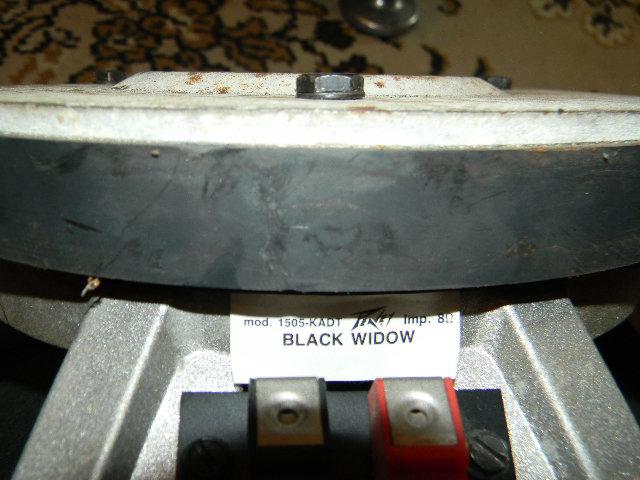 mod. 1505-KADT PEAVEY Imp. 8Ω
BLACK WIDOW